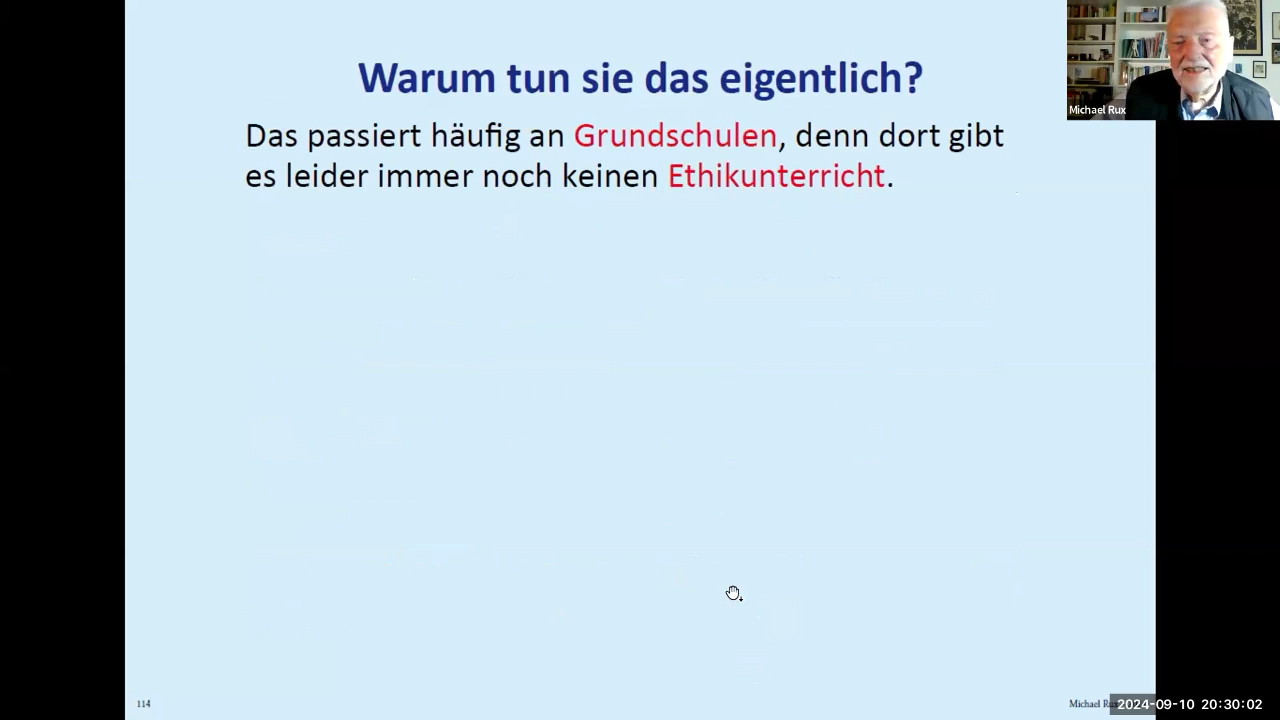 Warum tun sie das eigentlich?
Das passiert häufig an Grundschulen, denn dort gibt
es leider immer noch keinen Ethikunterricht.
Michael Rux
114
Michael Rux
2024-09-10 20:30:02